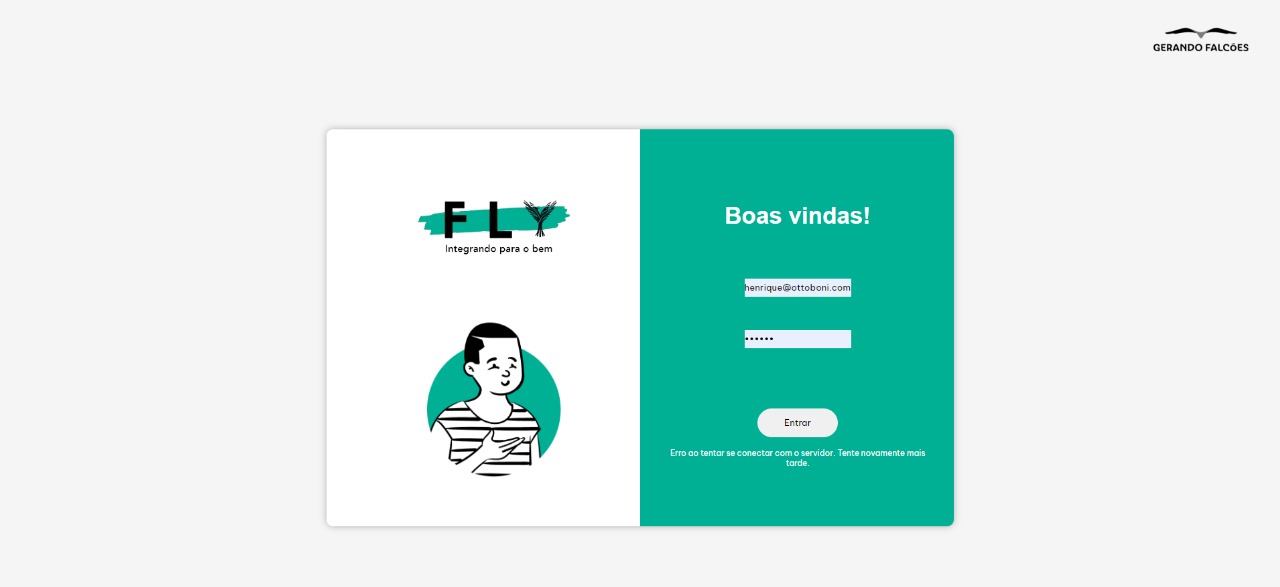 GERANDO FALCÕES
FLY
Integrando para o bem
Boas vindas!
henrique@ottoboni.com
••••••
Entrar
Erro ao tentar se conectar com o servidor. Tente novamente mais
tarde.